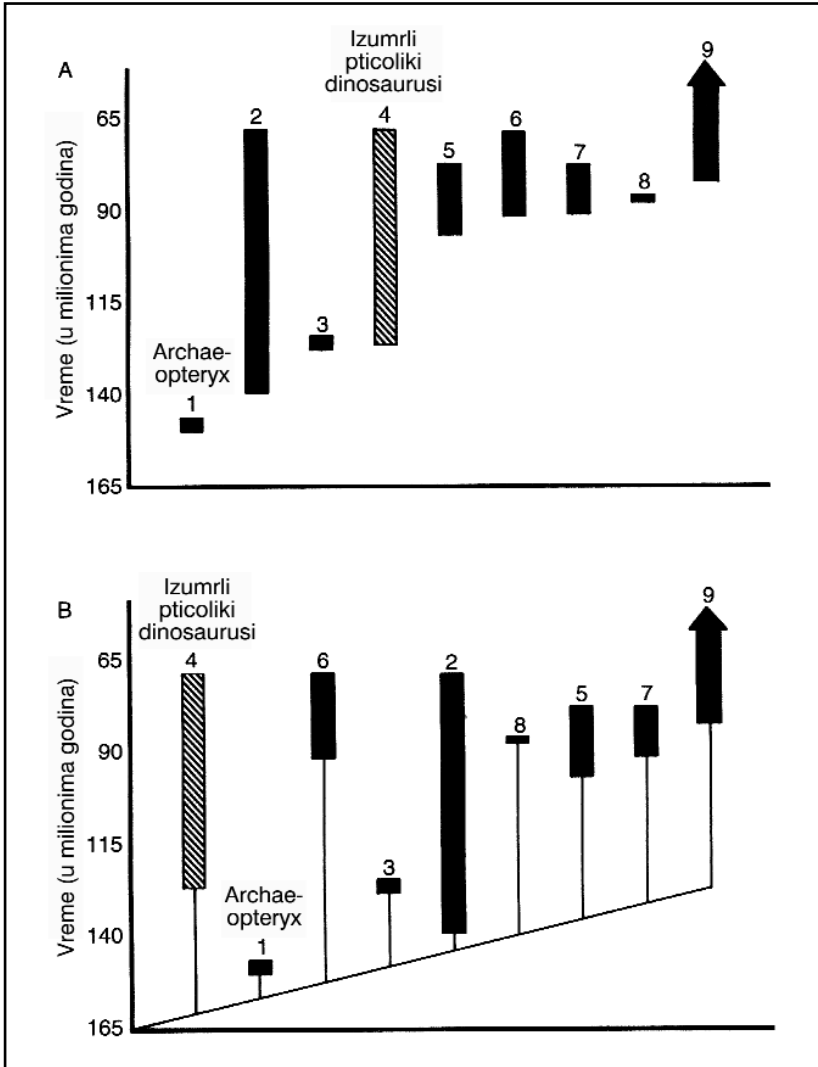 A
Izumrli
pticoliki
dinosaurusi
Vreme (u milionima godina)
65
90
115
140
165
Archae-
opteryx
1
2
3
4
5
6
7
8
9
B
Izumrli
pticoliki
dinosaurusi
Vreme (u milionima godina)
65
90
115
140
165
4
Archae-
opteryx
1
6
3
2
8
5
7
9